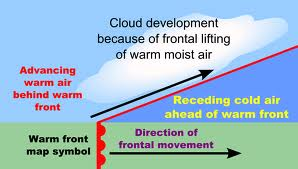 Cloud development
because of frontal lifting
of warm moist air
Advancing
warm air
behind warm
front
Receding cold air
ahead of warm front
Warm front
map symbol
Direction of
frontal movement